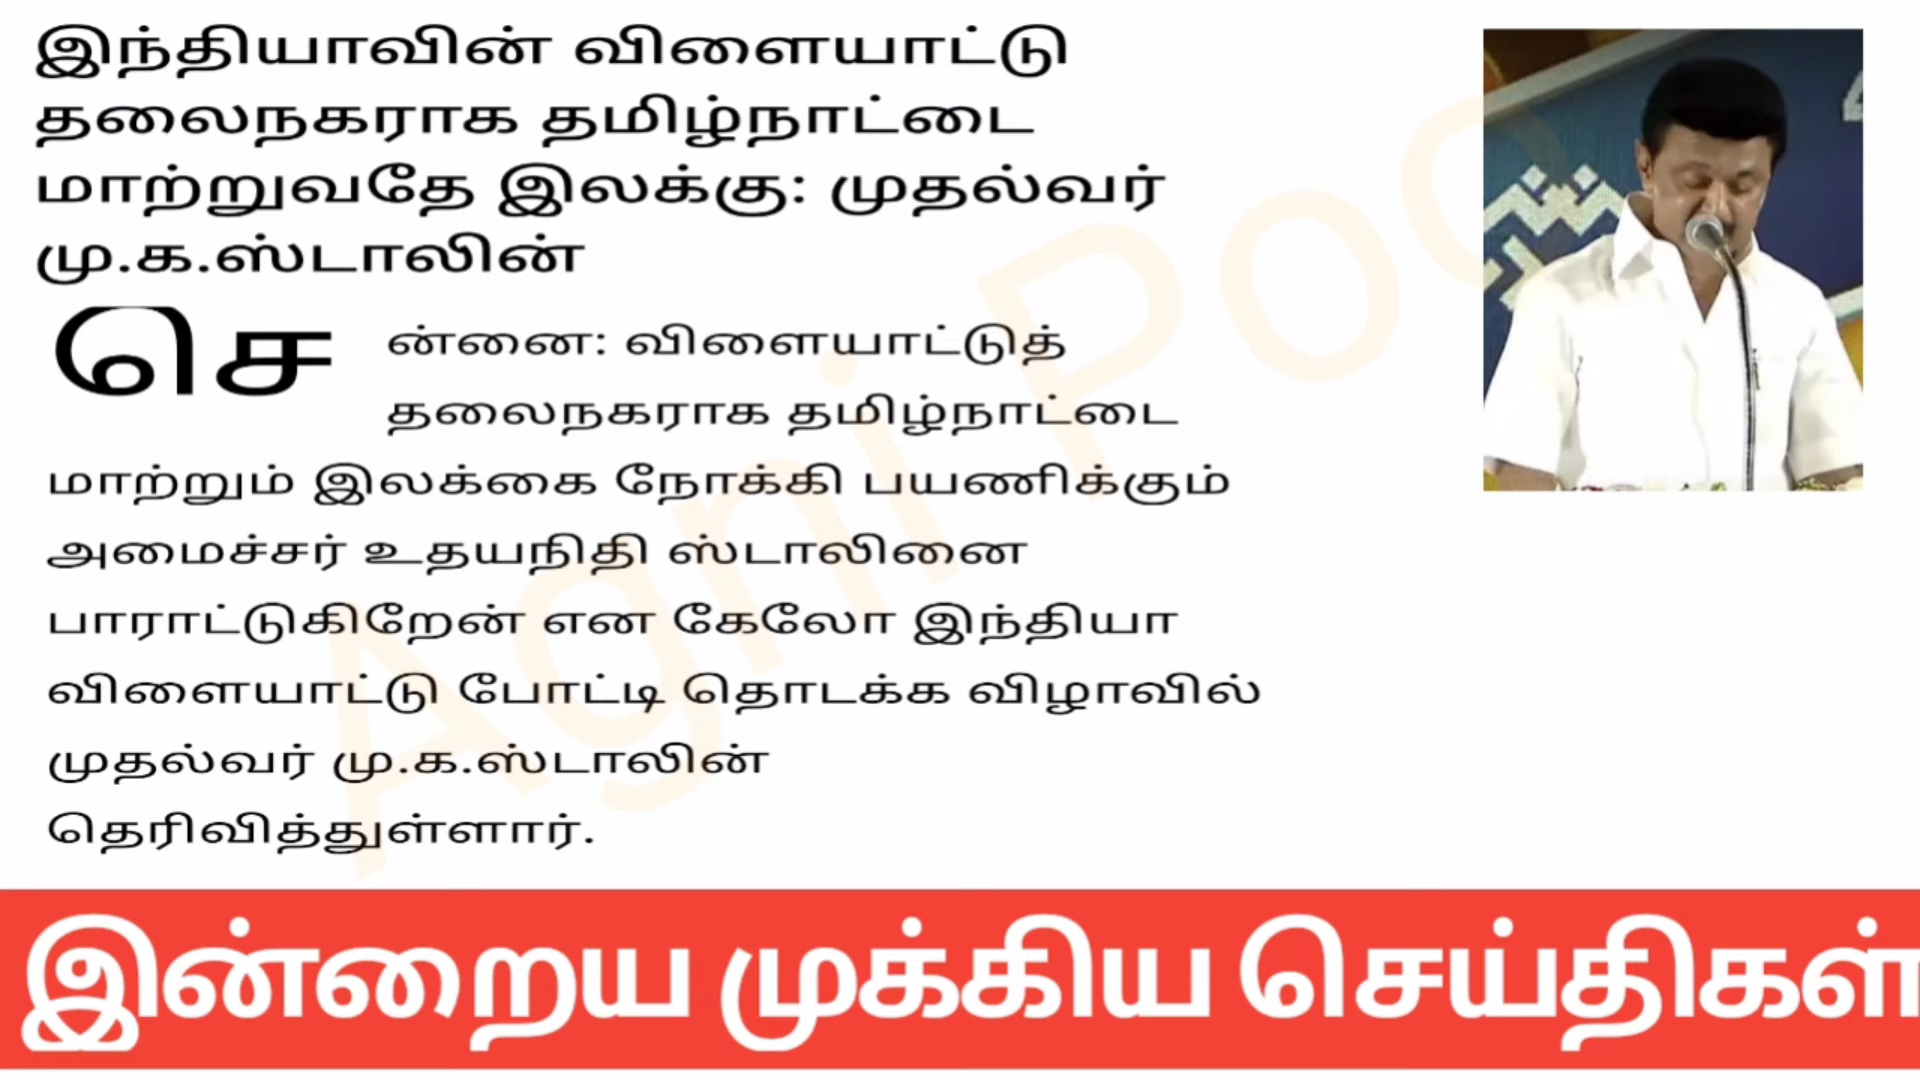 இந்தியாவின் விளையாட்டு
தலைநகராக தமிழ்நாட்டை
மாற்றுவதே இலக்கு: முதல்வர்
மு.க.ஸ்டாலின்
சென்னை: விளையாட்டுத்
தலைநகராக தமிழ்நாட்டை
மாற்றும் இலக்கை நோக்கி பயணிக்கும்
அமைச்சர் உதயநிதி ஸ்டாலினை
பாராட்டுகிறேன் என கேலோ இந்தியா
விளையாட்டு போட்டி தொடக்க விழாவில்
முதல்வர் மு.க.ஸ்டாலின்
தெரிவித்துள்ளார்.
இன்றைய முக்கிய செய்திகள்
Agni